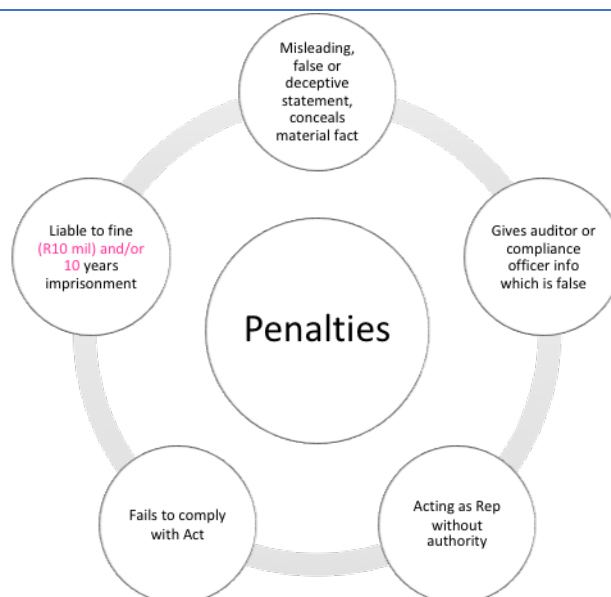 Misleading,
false or
deceptive
statement,
conceals
material fact
Gives auditor or
compliance
officer info
which is false
Acting as Rep
without
authority
Fails to comply
with Act
Liable to fine
(R10 mil) and/or
10 years
imprisonment
Penalties